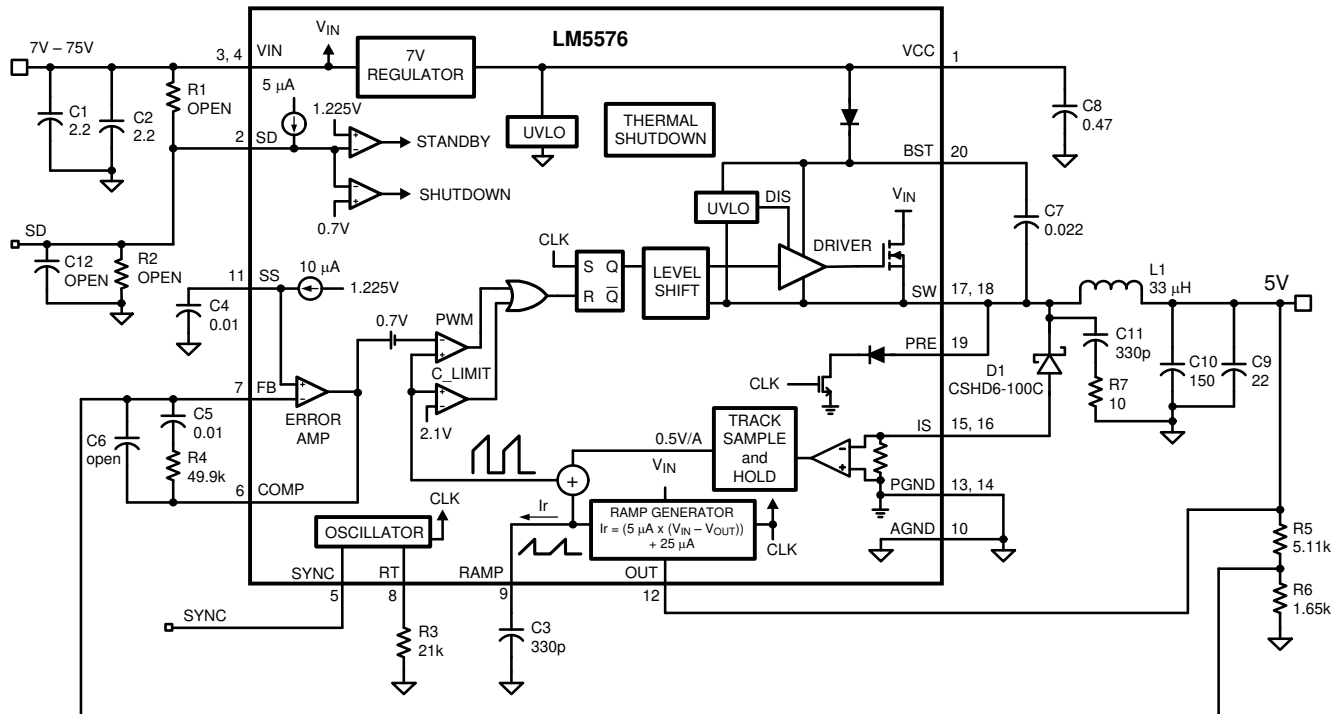 LM5576
7V – 75V
3, 4
VIN
VIN
7V
REGULATOR
VCC
1
R1
OPEN
C1
2.2
C2
2.2
5 µA
1.225V
2
SD
STANDBY
SHUTDOWN
0.7V
UVLO
THERMAL
SHUTDOWN
C8
0.47
BST
20
UVLO
DIS
VIN
C7
0.022
DRIVER
SD
C12
OPEN
R2
OPEN
11
SS
10 µA
1.225V
C4
0.01
CLK
S Q
R Q
LEVEL
SHIFT
SW
17, 18
L1
33 µH
5V
0.7V
PWM
C_LIMIT
2.1V
PRE
19
CLK
D1
CSHD6-100C
C11
330p
R7
10
C10
150
C9
22
7
FB
ERROR
AMP
C5
0.01
C6
open
R4
49.9k
6
COMP
IS
15, 16
0.5V/A
TRACK
SAMPLE
and
HOLD
VIN
PGND
13, 14
AGND
10
Ir
RAMP GENERATOR
Ir = (5 µA x (VIN – VOUT))
+ 25 µA
CLK
CLK
OSCILLATOR
SYNC
5
RT
8
RAMP
9
OUT
12
R5
5.11k
R6
1.65k
SYNC
R3
21k
C3
330p